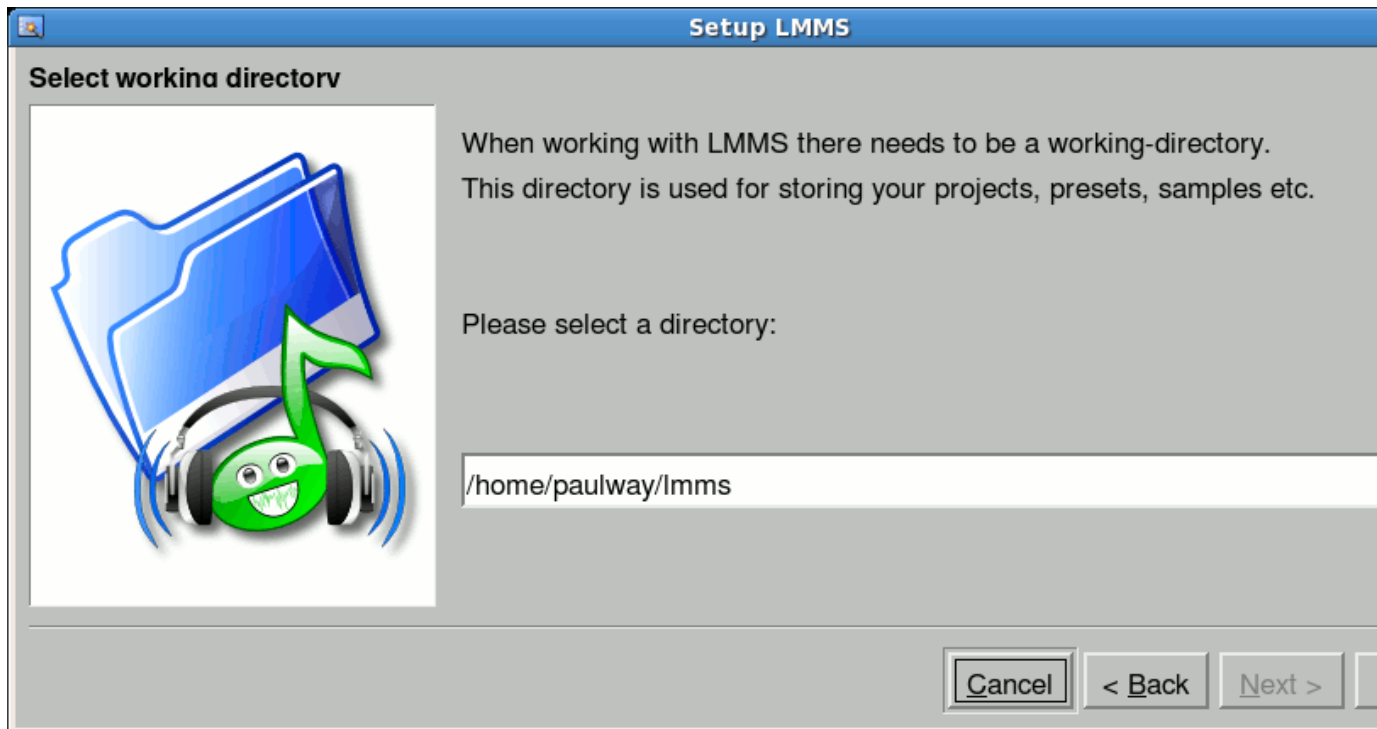 Setup LMMS
Select working directory
When working with LMMS there needs to be a working-directory.
This directory is used for storing your projects, presets, samples etc.
Please select a directory:
/home/paulway/lmms
Cancel
< Back
Next >